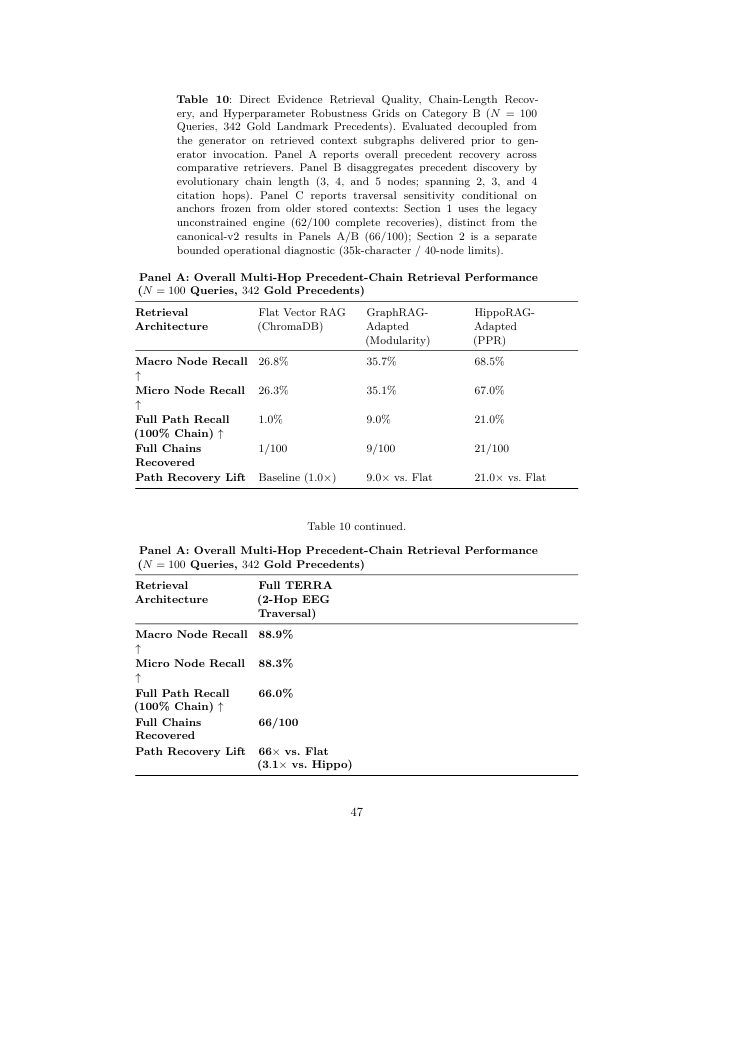 Table 10: Direct Evidence Retrieval Quality, Chain-Length Recov-
ery, and Hyperparameter Robustness Grids on Category B (N = 100
Queries, 342 Gold Landmark Precedents). Evaluated decoupled from
the generator on retrieved context subgraphs delivered prior to gen-
erator invocation. Panel A reports overall precedent recovery across
comparative retrievers. Panel B disaggregates precedent discovery by
evolutionary chain length (3, 4, and 5 nodes; spanning 2, 3, and 4
citation hops). Panel C reports traversal sensitivity conditional on
anchors frozen from older stored contexts: Section 1 uses the legacy
unconstrained engine (62/100 complete recoveries), distinct from the
canonical-v2 results in Panels A/B (66/100); Section 2 is a separate
bounded operational diagnostic (35k-character / 40-node limits).
Panel A: Overall Multi-Hop Precedent-Chain Retrieval Performance
(N = 100 Queries, 342 Gold Precedents)
Retrieval Flat Vector RAG GraphRAG- HippoRAG-
Architecture (ChromaDB) Adapted Adapted
(Modularity) (PPR)
Macro Node Recall 26.8% 35.7% 68.5%
↑
Micro Node Recall 26.3% 35.1% 67.0%
↑
Full Path Recall 1.0% 9.0% 21.0%
(100% Chain) ↑
Full Chains 1/100 9/100 21/100
Recovered
Path Recovery Lift Baseline (1.0×) 9.0× vs. Flat 21.0× vs. Flat
Table 10 continued.
Panel A: Overall Multi-Hop Precedent-Chain Retrieval Performance
(N = 100 Queries, 342 Gold Precedents)
Retrieval Full TERRA
Architecture (2-Hop EEG
Traversal)
Macro Node Recall 88.9%
↑
Micro Node Recall 88.3%
↑
Full Path Recall 66.0%
(100% Chain) ↑
Full Chains 66/100
Recovered
Path Recovery Lift 66× vs. Flat
(3.1× vs. Hippo)
47